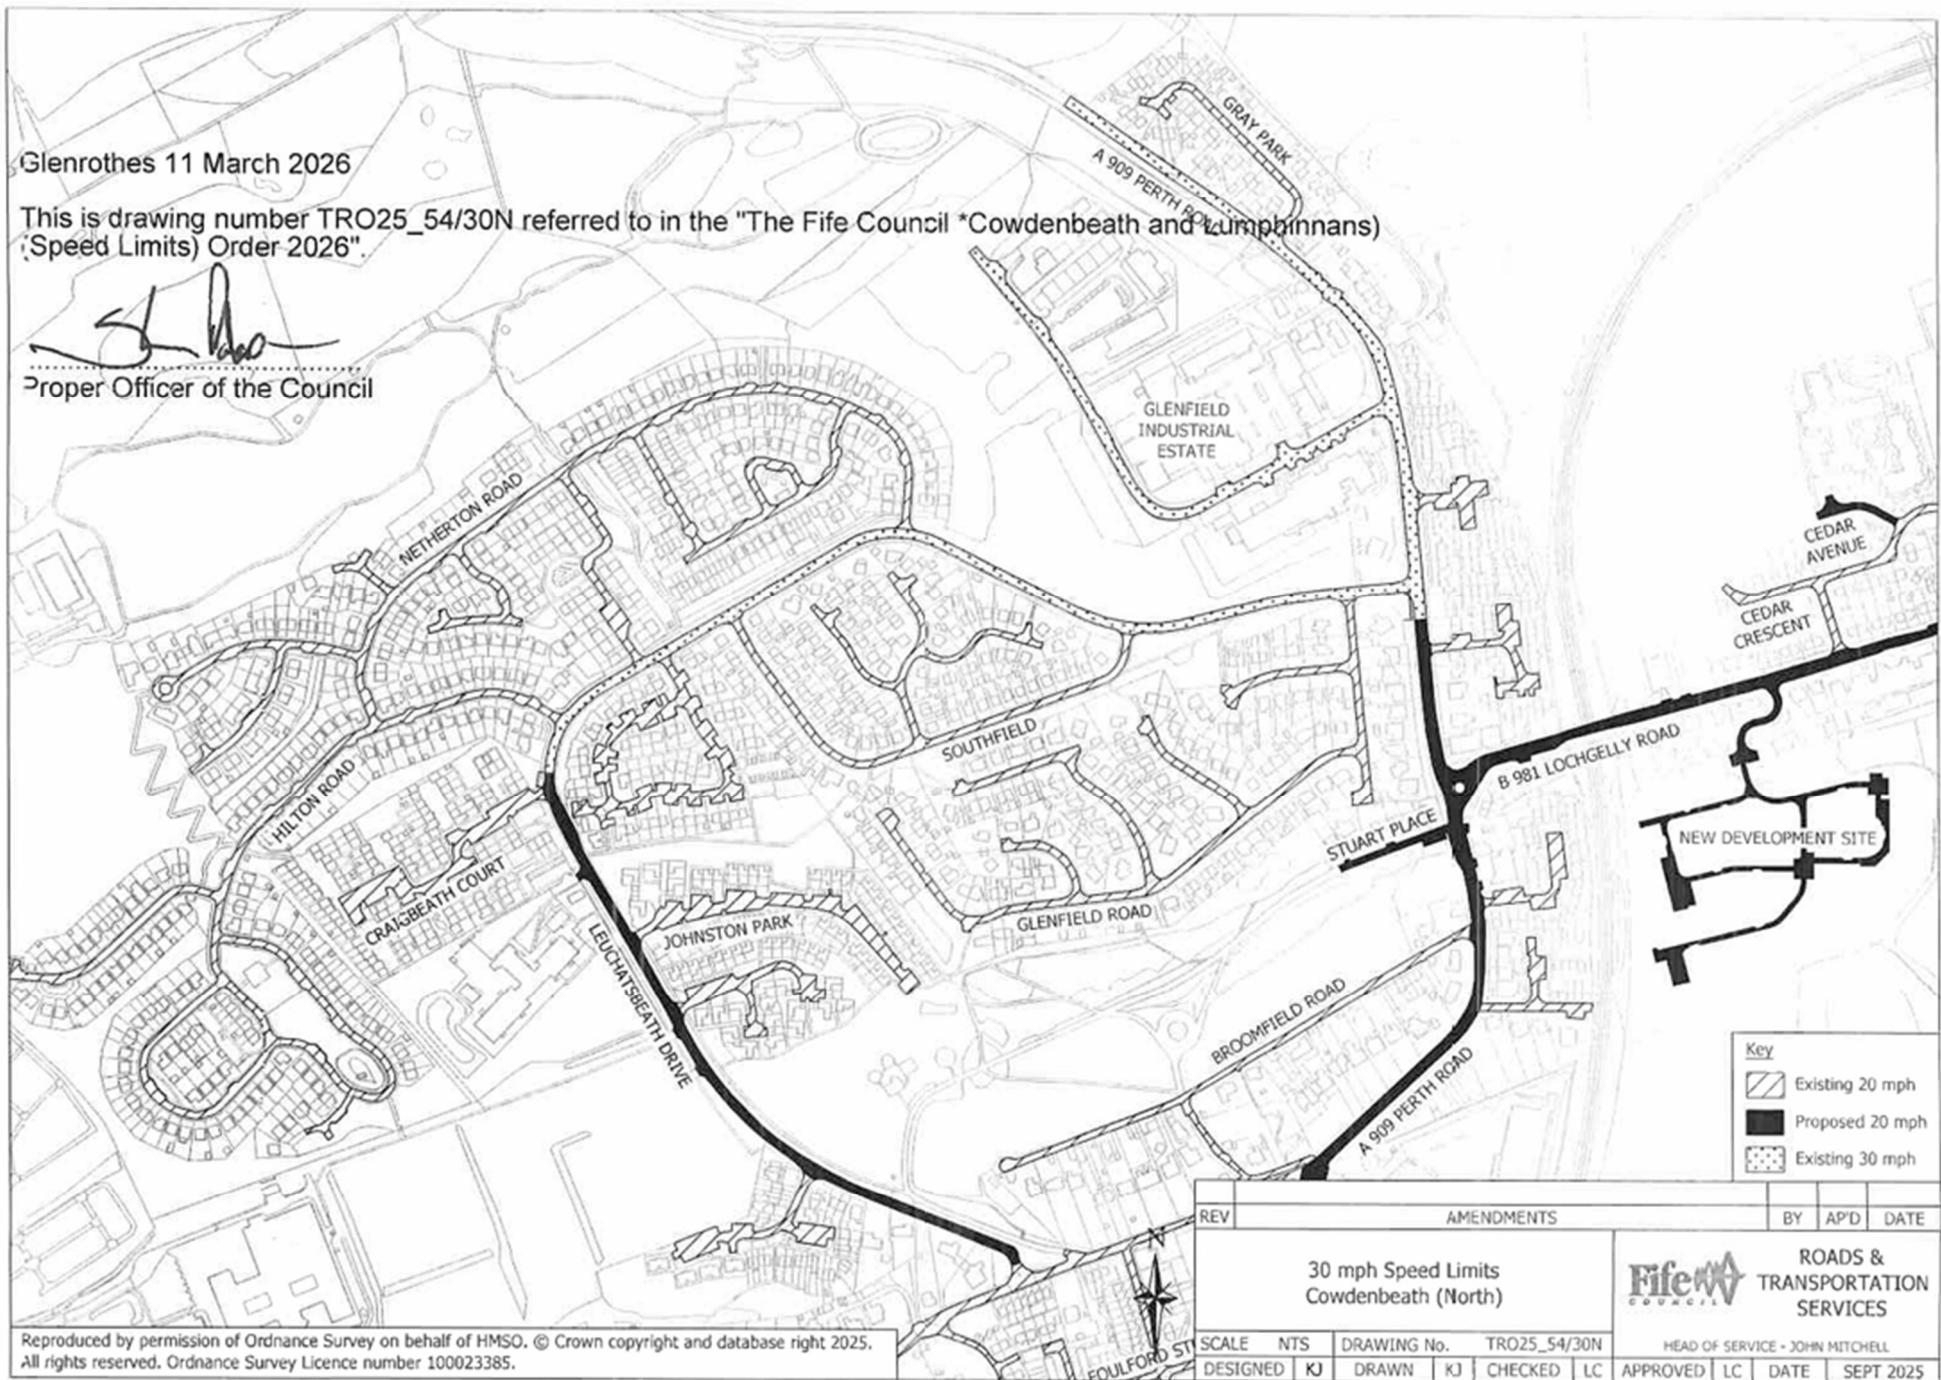 Glenrothes 11 March 2026
This is drawing number TRO25_54/30N referred to in the "The Fife Council *Cowdenbeath and Lumphinnans)
(Speed Limits) Order 2026".
Proper Officer of the Council
GRAY PARK
A 909 PERTH ROAD
GLENFIELD
INDUSTRIAL
ESTATE
NETHERTON ROAD
CEDAR
AVENUE
CEDAR
CRESCENT
SOUTHFIELD
B 981 LOCHGELLY ROAD
HILTON ROAD
STUART PLACE
NEW DEVELOPMENT SITE
CRAIGBEATH COURT
JOHNSTON PARK
GLENFIELD ROAD
LEUCHATSBEATH DRIVE
BROOMFIELD ROAD
A 909 PERTH ROAD
Key
Existing 20 mph
Proposed 20 mph
Existing 30 mph
REV AMENDMENTS BY AP'D DATE
N
30 mph Speed Limits
Cowdenbeath (North)
Fife
COUNCIL
ROADS &
TRANSPORTATION
SERVICES
HEAD OF SERVICE - JOHN MITCHELL
SCALE NTS DRAWING No. TRO25_54/30N
DESIGNED KJ DRAWN KJ CHECKED LC APPROVED LC DATE SEPT 2025
FOULFORD ST
Reproduced by permission of Ordnance Survey on behalf of HMSO. © Crown copyright and database right 2025.
All rights reserved. Ordnance Survey Licence number 100023385.